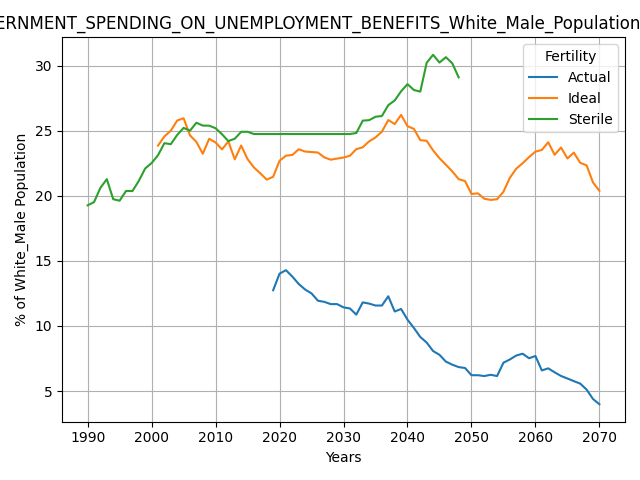 ERNMENT_SPENDING_ON_UNEMPLOYMENT_BENEFITS_White_Male_Population
Fertility
Actual
Ideal
Sterile
% of White_Male Population
30
25
20
15
10
5
1990 2000 2010 2020 2030 2040 2050 2060 2070
Years